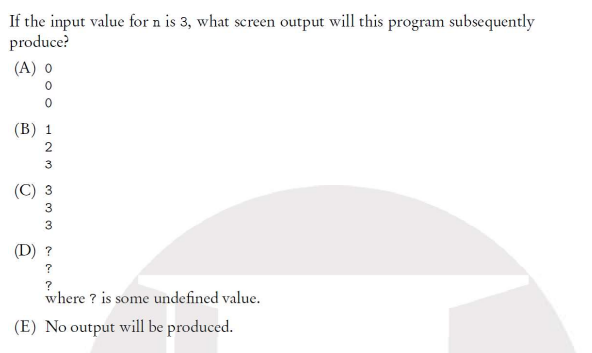 If the input value for n is 3, what screen output will this program subsequently
produce?
(A) 0
0
0
(B) 1
2
3
(C) 3
3
3
(D) ?
?
?
where ? is some undefined value.
(E) No output will be produced.